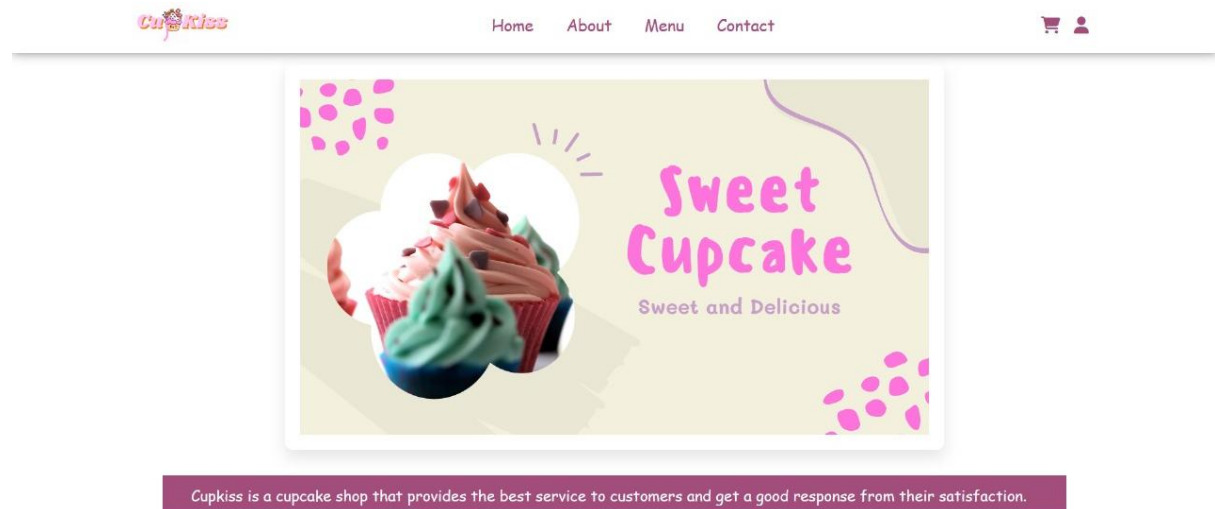 CupKiss
Home About Menu Contact
Sweet
Cupcake
Sweet and Delicious
Cupkiss is a cupcake shop that provides the best service to customers and get a good response from their satisfaction.